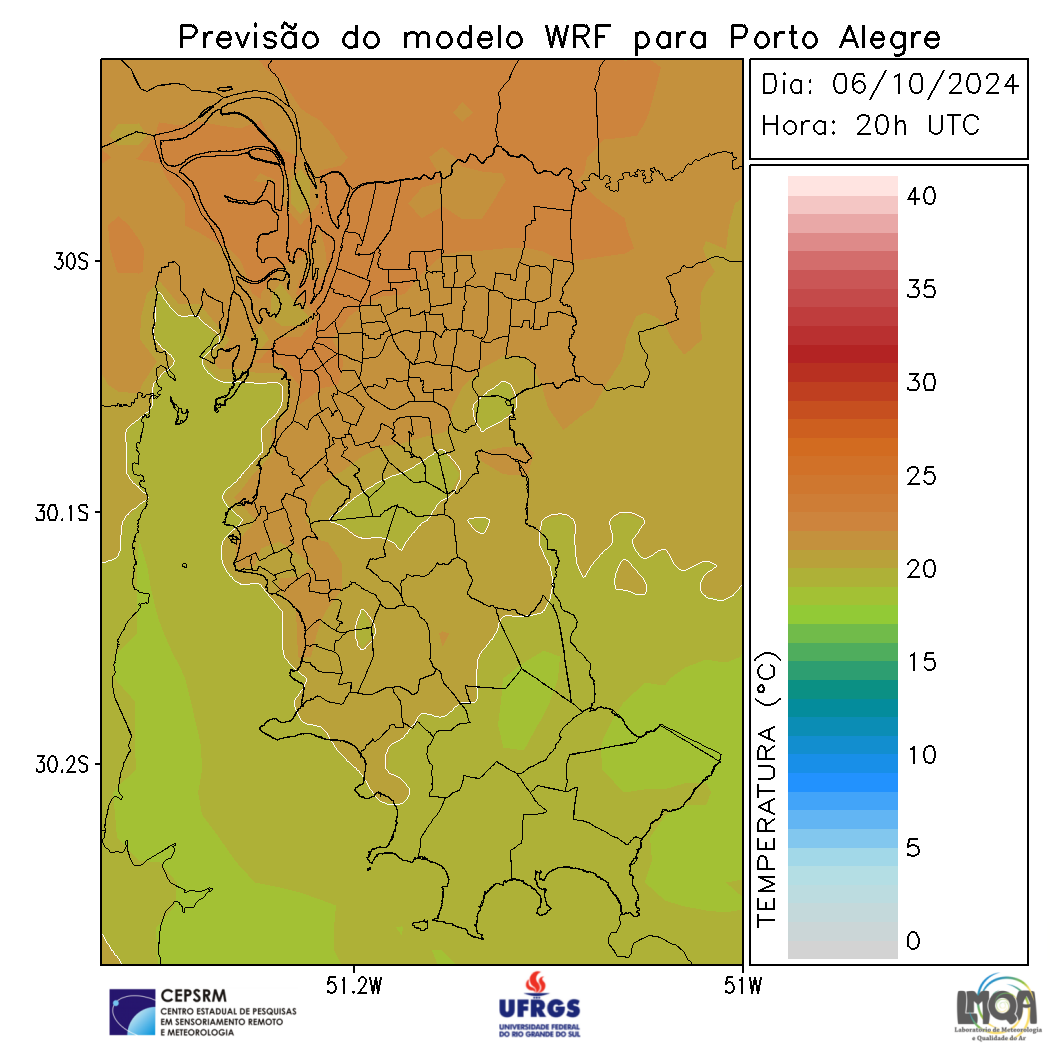 Previsão do modelo WRF para Porto Alegre
Dia: 06/10/2024
Hora: 20h UTC
40
35
30
25
20
15
10
5
0
TEMPERATURA (°C)
30S
30.1S
30.2S
51.2W
51W
CEPSRM
CENTRO ESTADUAL DE PESQUISAS
EM SENSORIAMENTO REMOTO
E METEOROLOGIA
UFRGS
UNIVERSIDADE FEDERAL
DO RIO GRANDE DO SUL
LMQA
Laboratório de Meteorologia
e Qualidade do Ar